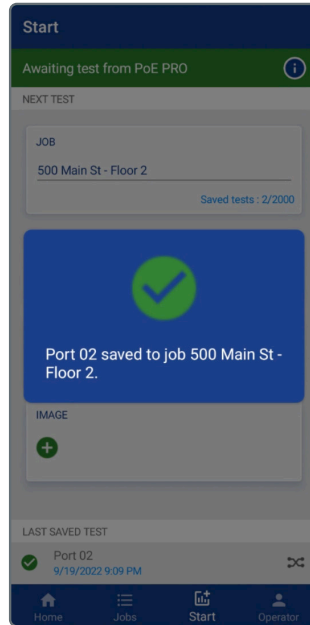 Start
Awaiting test from PoE PRO
NEXT TEST
JOB
500 Main St - Floor 2
Saved tests : 2/2000
Port 02 saved to job 500 Main St -
Floor 2.
IMAGE
LAST SAVED TEST
Port 02
9/19/2022 9:09 PM
Home
Jobs
Start
Operator